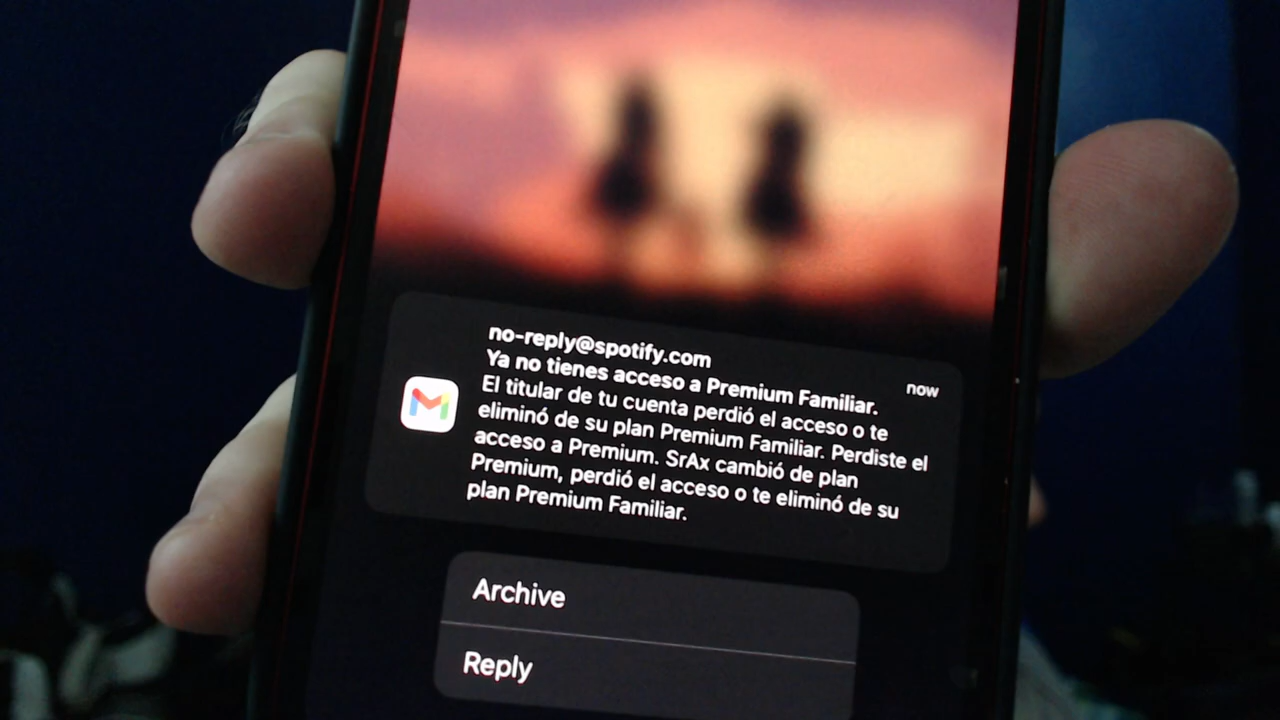 no-reply@spotify.com
now
Ya no tienes acceso a Premium Familiar.
El titular de tu cuenta perdió el acceso o te
eliminó de su plan Premium Familiar. Perdiste el
acceso a Premium. SrAx cambió de plan
Premium, perdió el acceso o te eliminó de su
plan Premium Familiar.
Archive
Reply